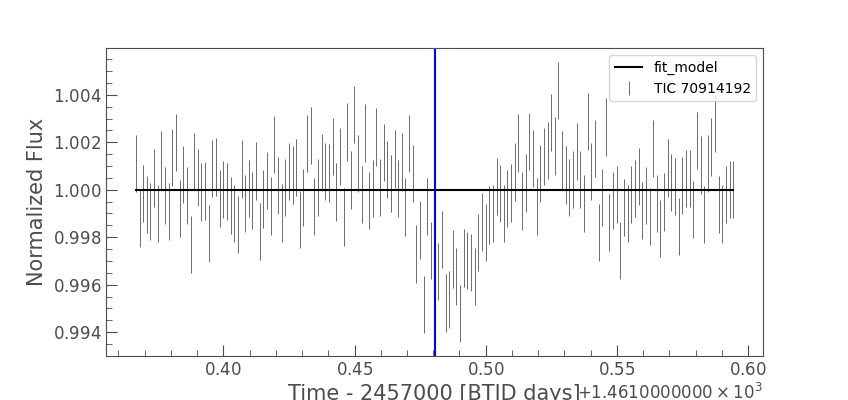 fit_model
TIC 70914192
1.004
1.002
1.000
0.998
0.996
0.994
Normalized Flux
0.40
0.45
0.50
0.55
0.60
Time - 2457000 [BTJD days]
+1.4610000000 × 10³